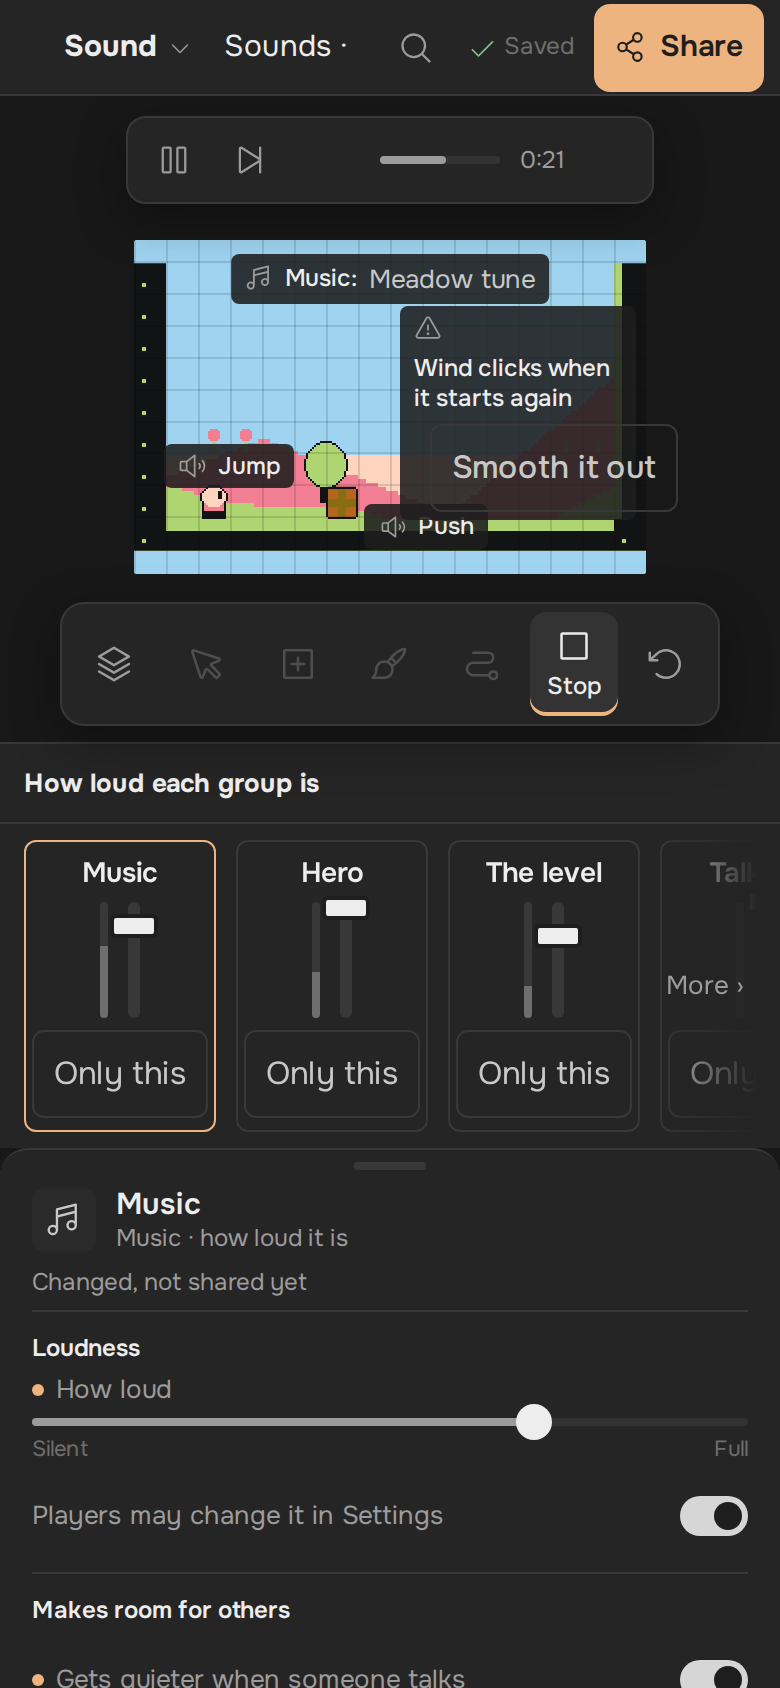 Sound
Sounds ·
Saved
Share
0:21
Music: Meadow tune
Wind clicks when
it starts again
Smooth it out
Jump
Push
Stop
How loud each group is
Music
Hero
The level
More ›
Only this
Only this
Only this
Only
Music
Music · how loud it is
Changed, not shared yet
Loudness
How loud
Silent
Full
Players may change it in Settings
Makes room for others
Gets quieter when someone talks